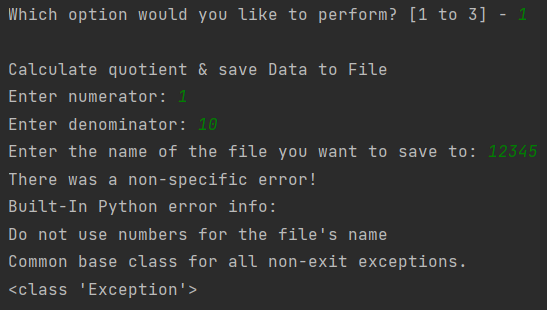 Which option would you like to perform? [1 to 3] - 1
Calculate quotient & save Data to File
Enter numerator: 1
Enter denominator: 10
Enter the name of the file you want to save to: 12345
There was a non-specific error!
Built-In Python error info:
Do not use numbers for the file's name
Common base class for all non-exit exceptions.
<class 'Exception'>